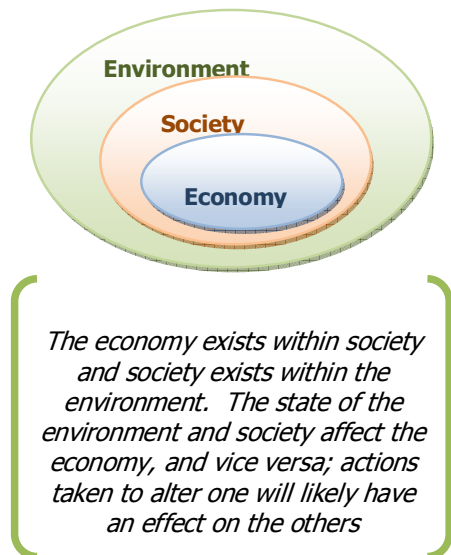 Environment
Society
Economy
The economy exists within society
and society exists within the
environment.  The state of the
environment and society affect the
economy, and vice versa; actions
taken to alter one will likely have
an effect on the others